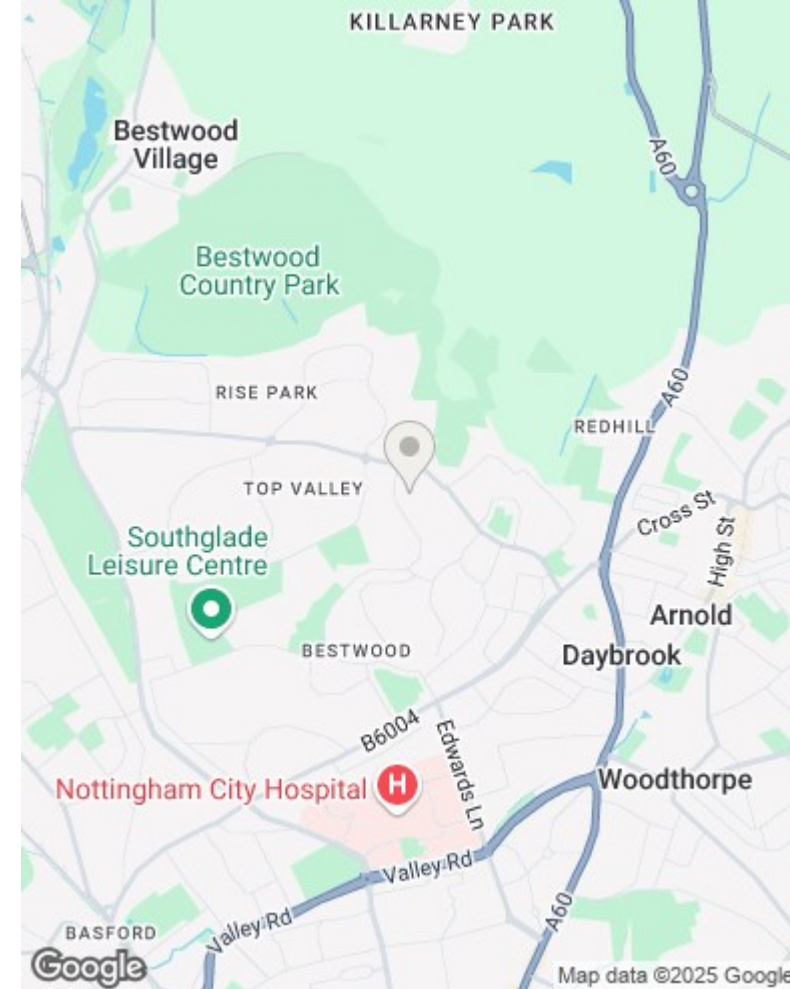 KILLARNEY PARK
Bestwood
Village
A60
Bestwood
Country Park
A60
RISE PARK
REDHILL
TOP VALLEY
Cross St
High St
Southglade
Leisure Centre
Arnold
BESTWOOD
Daybrook
B6004
Edwards Ln
Nottingham City Hospital
H
Woodthorpe
Valley Rd
Valley Rd
A60
BASFORD
Google
Map data ©2025 Google